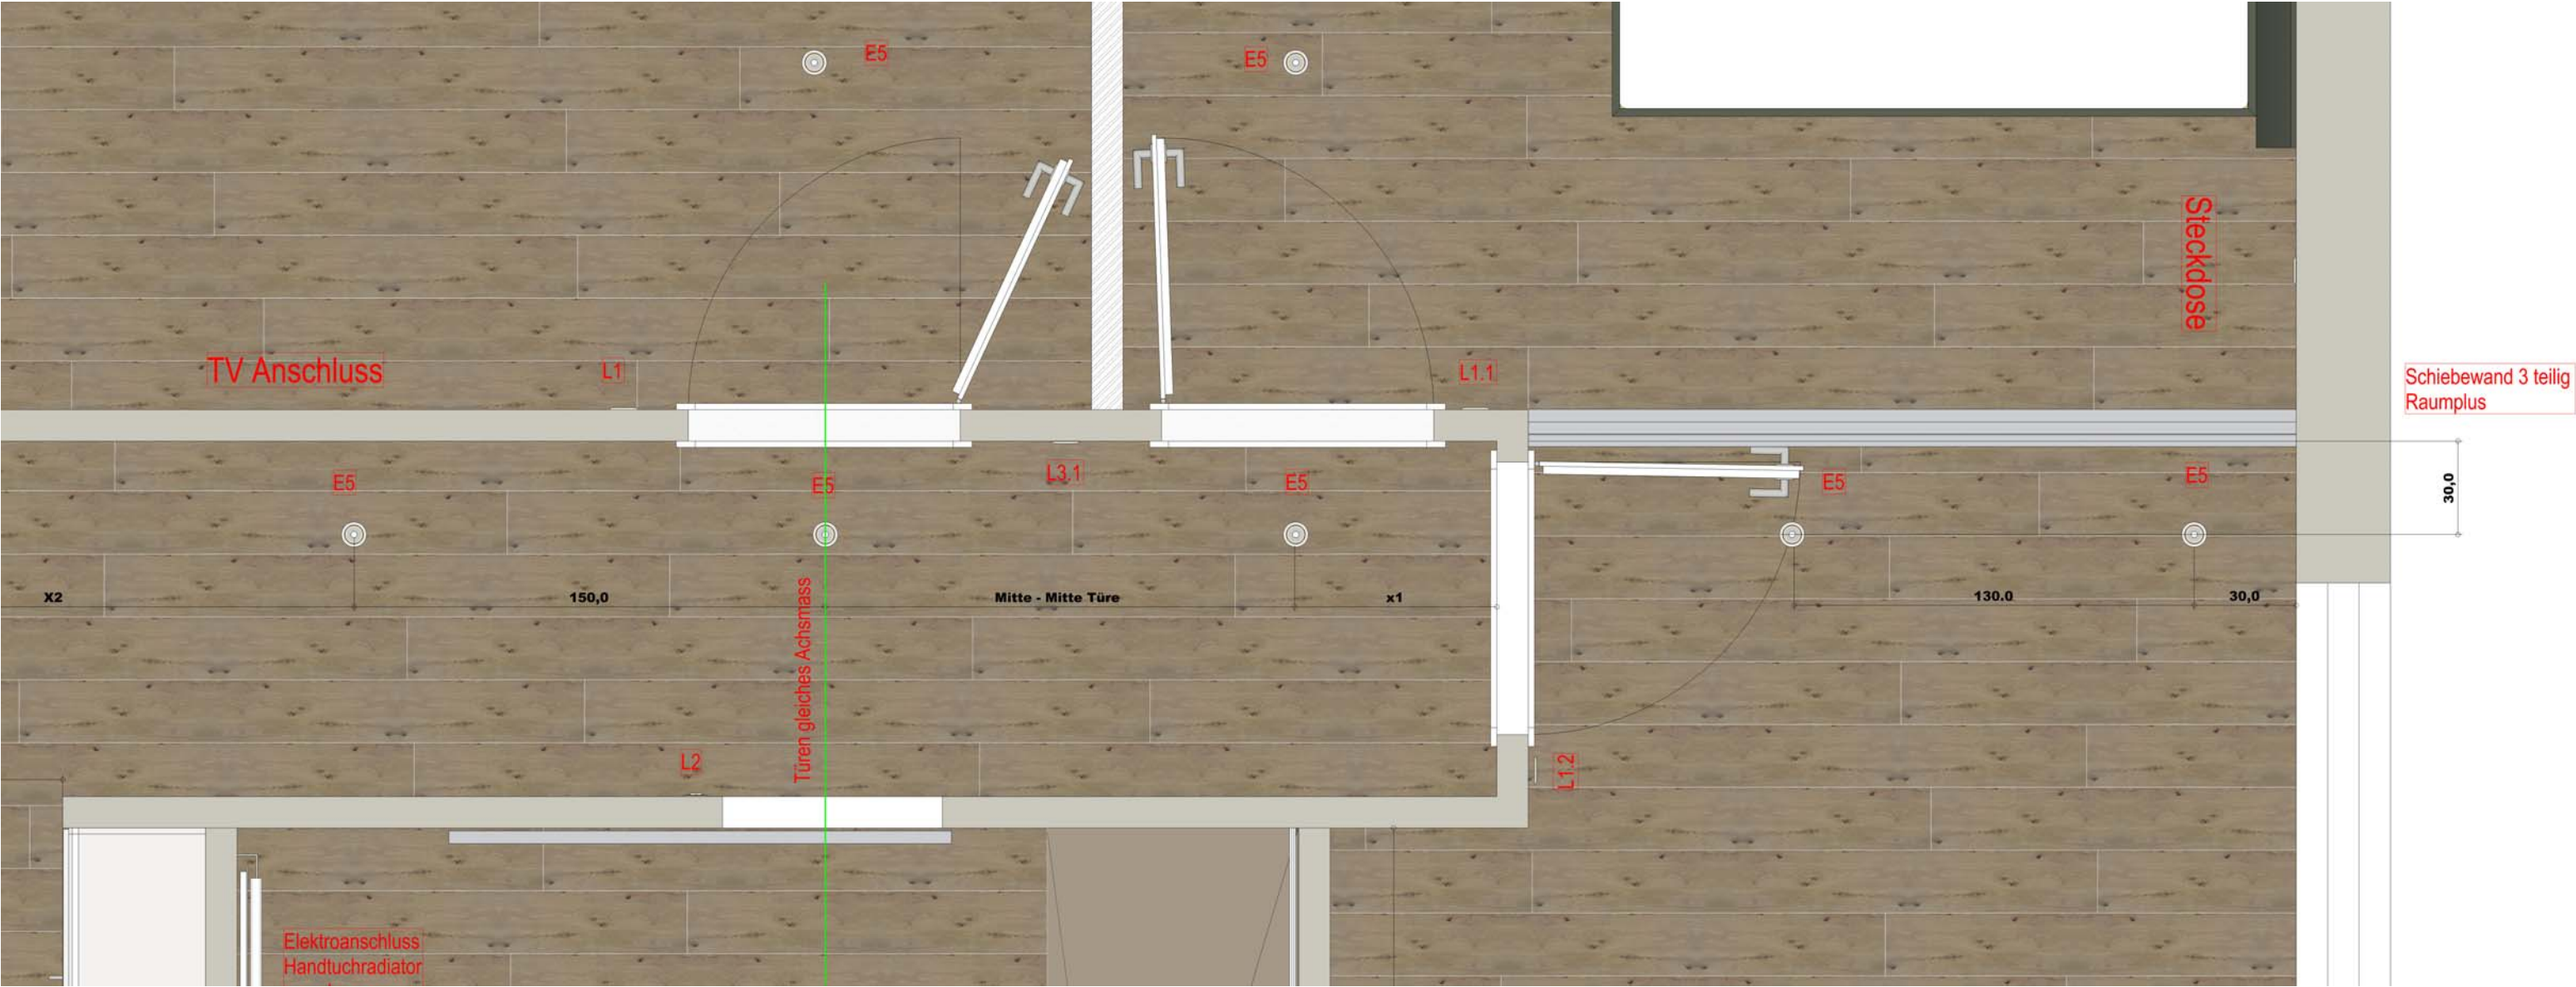 E5
E5
Steckdose
TV Anschluss
L1
L1.1
Schiebewand 3 teilig
Raumplus
E5
E5
L3.1
E5
E5
E5
30,0
X2
150,0
Mitte - Mitte Türe
x1
130.0
30,0
Türen gleiches Achsmass
L2
L1.2
Elektroanschluss
Handtuchradiator